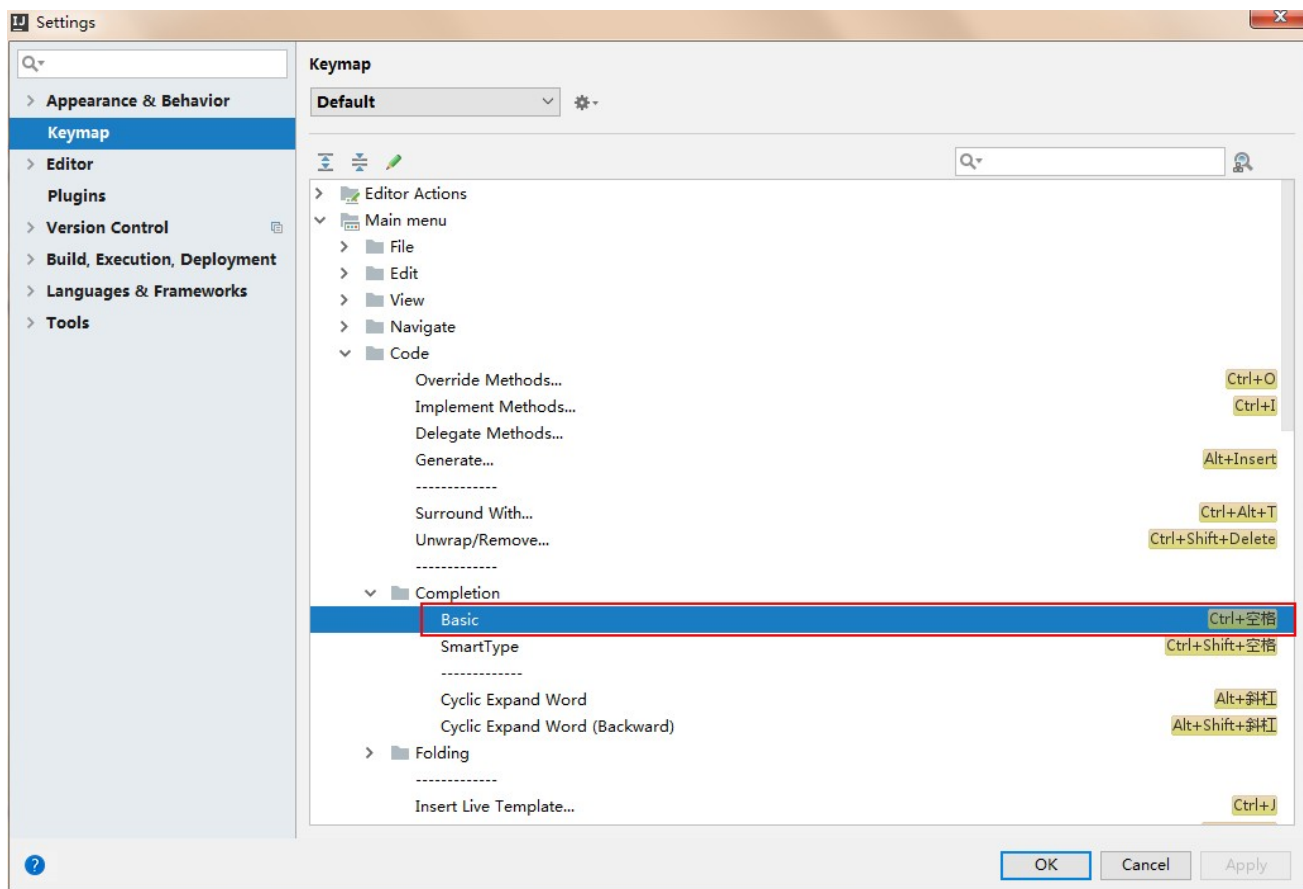 Settings
Appearance & Behavior
Keymap
Editor
Plugins
Version Control
Build, Execution, Deployment
Languages & Frameworks
Tools
Keymap
Default
Editor Actions
Main menu
File
Edit
View
Navigate
Code
Override Methods... Ctrl+O
Implement Methods... Ctrl+I
Delegate Methods...
Generate... Alt+Insert
-------------
Surround With... Ctrl+Alt+T
Unwrap/Remove... Ctrl+Shift+Delete
-------------
Completion
Basic Ctrl+空格
SmartType Ctrl+Shift+空格
-------------
Cyclic Expand Word Alt+斜杠
Cyclic Expand Word (Backward) Alt+Shift+斜杠
Folding
-------------
Insert Live Template... Ctrl+J
OK Cancel Apply